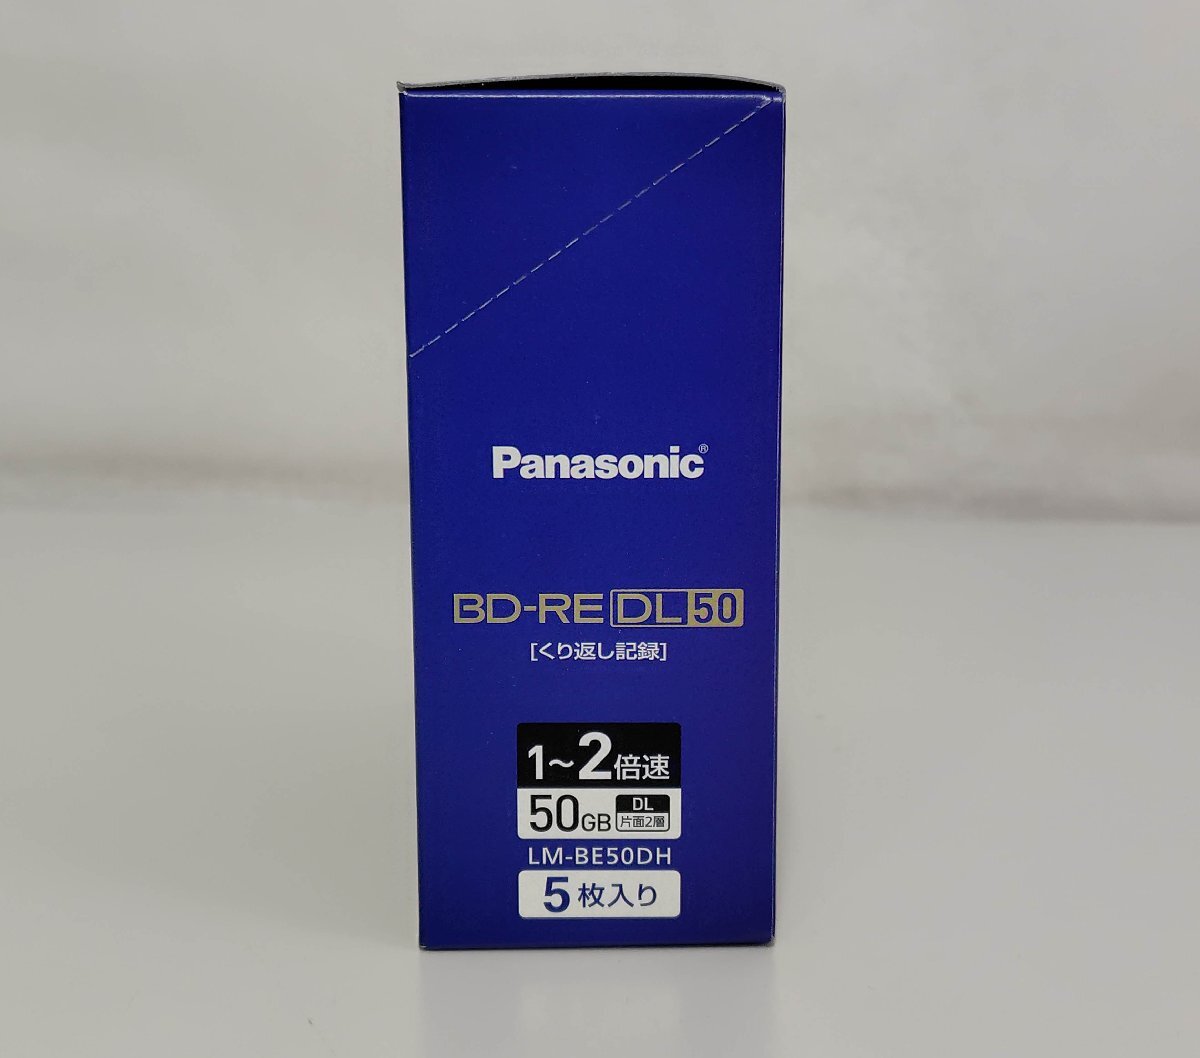 Panasonic®
BD-RE DL 50
[くり返し記録]
1～2倍速
50GB DL 片面2層
LM-BE50DH
5枚入り